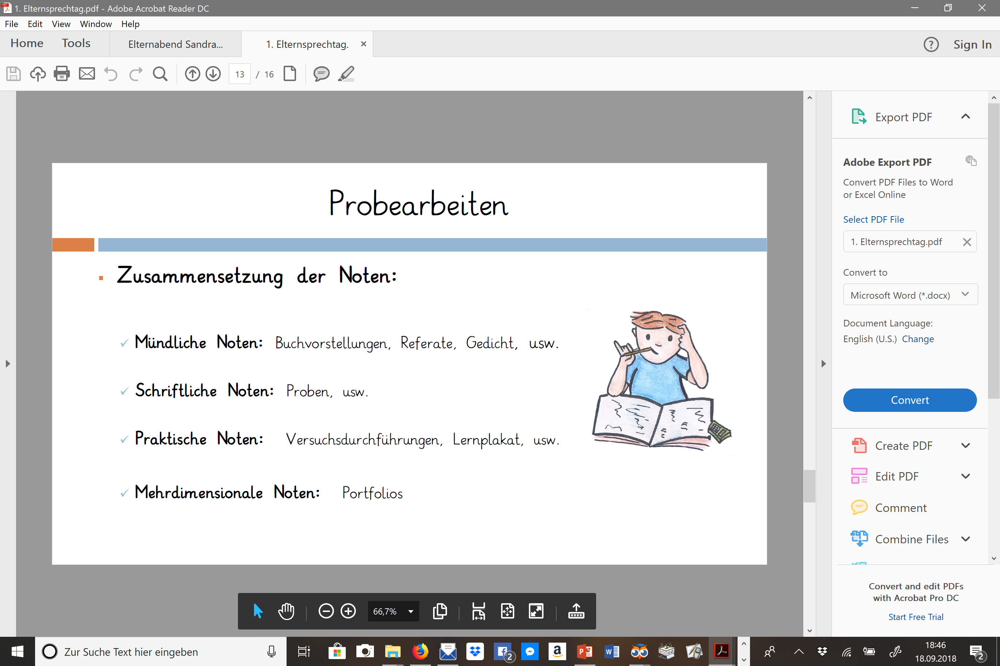 1. Elternsprechtag.pdf - Adobe Acrobat Reader DC
File Edit View Window Help
Home Tools Elternabend Sandra... 1. Elternsprechtag. Sign In
13 / 16
Probearbeiten
Zusammensetzung der Noten:
Mündliche Noten: Buchvorstellungen, Referate, Gedicht, usw.
Schriftliche Noten: Proben, usw.
Praktische Noten: Versuchsdurchführungen, Lernplakat, usw.
Mehrdimensionale Noten: Portfolios
Export PDF
Adobe Export PDF
Convert PDF Files to Word
or Excel Online
Select PDF File
1. Elternsprechtag.pdf
Convert to
Microsoft Word (*.docx)
Document Language:
English (U.S.) Change
Convert
Create PDF
Edit PDF
Comment
Combine Files
Convert and edit PDFs
with Acrobat Pro DC
Start Free Trial
66,7%
Zur Suche Text hier eingeben
2
18:46
18.09.2018
2